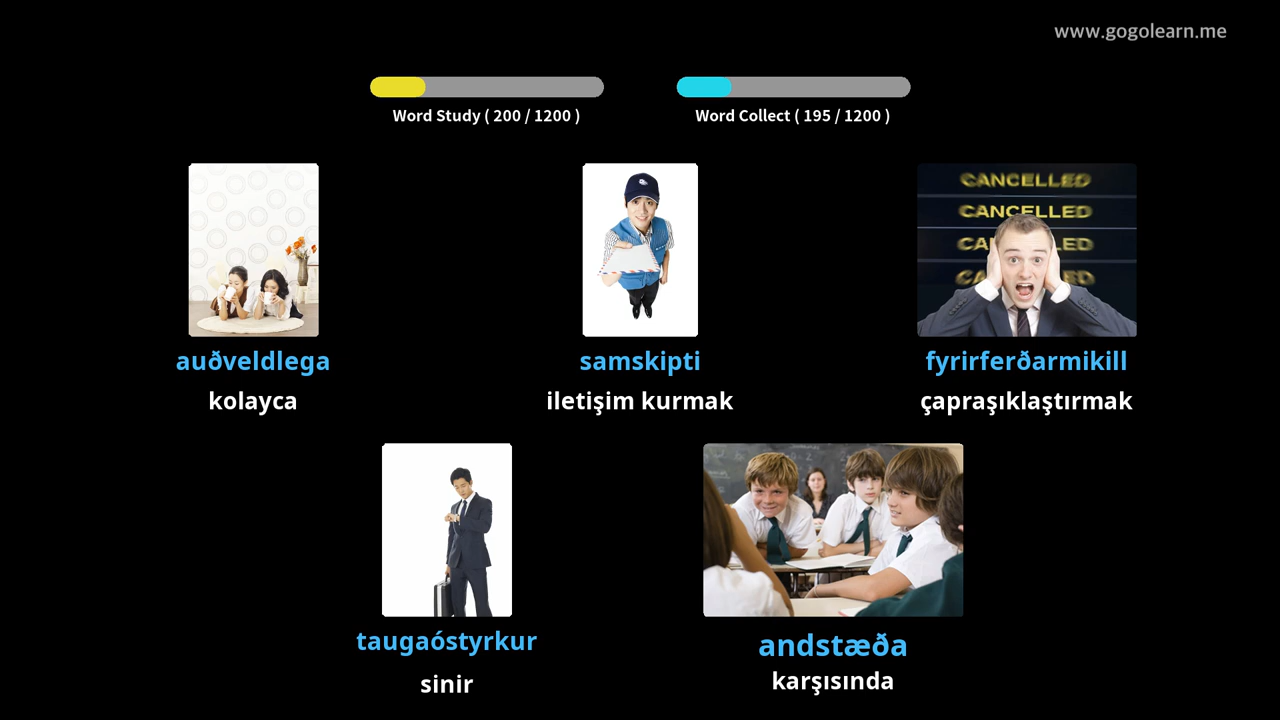 www.gogolearn.me
Word Study ( 200 / 1200 )
Word Collect ( 195 / 1200 )
CANCELLED
CANCELLED
auðveldlega
samskipti
fyrirferðarmikill
kolayca
iletişim kurmak
çapraşıklaştırmak
taugaóstyrkur
andstæða
sinir
karşısında